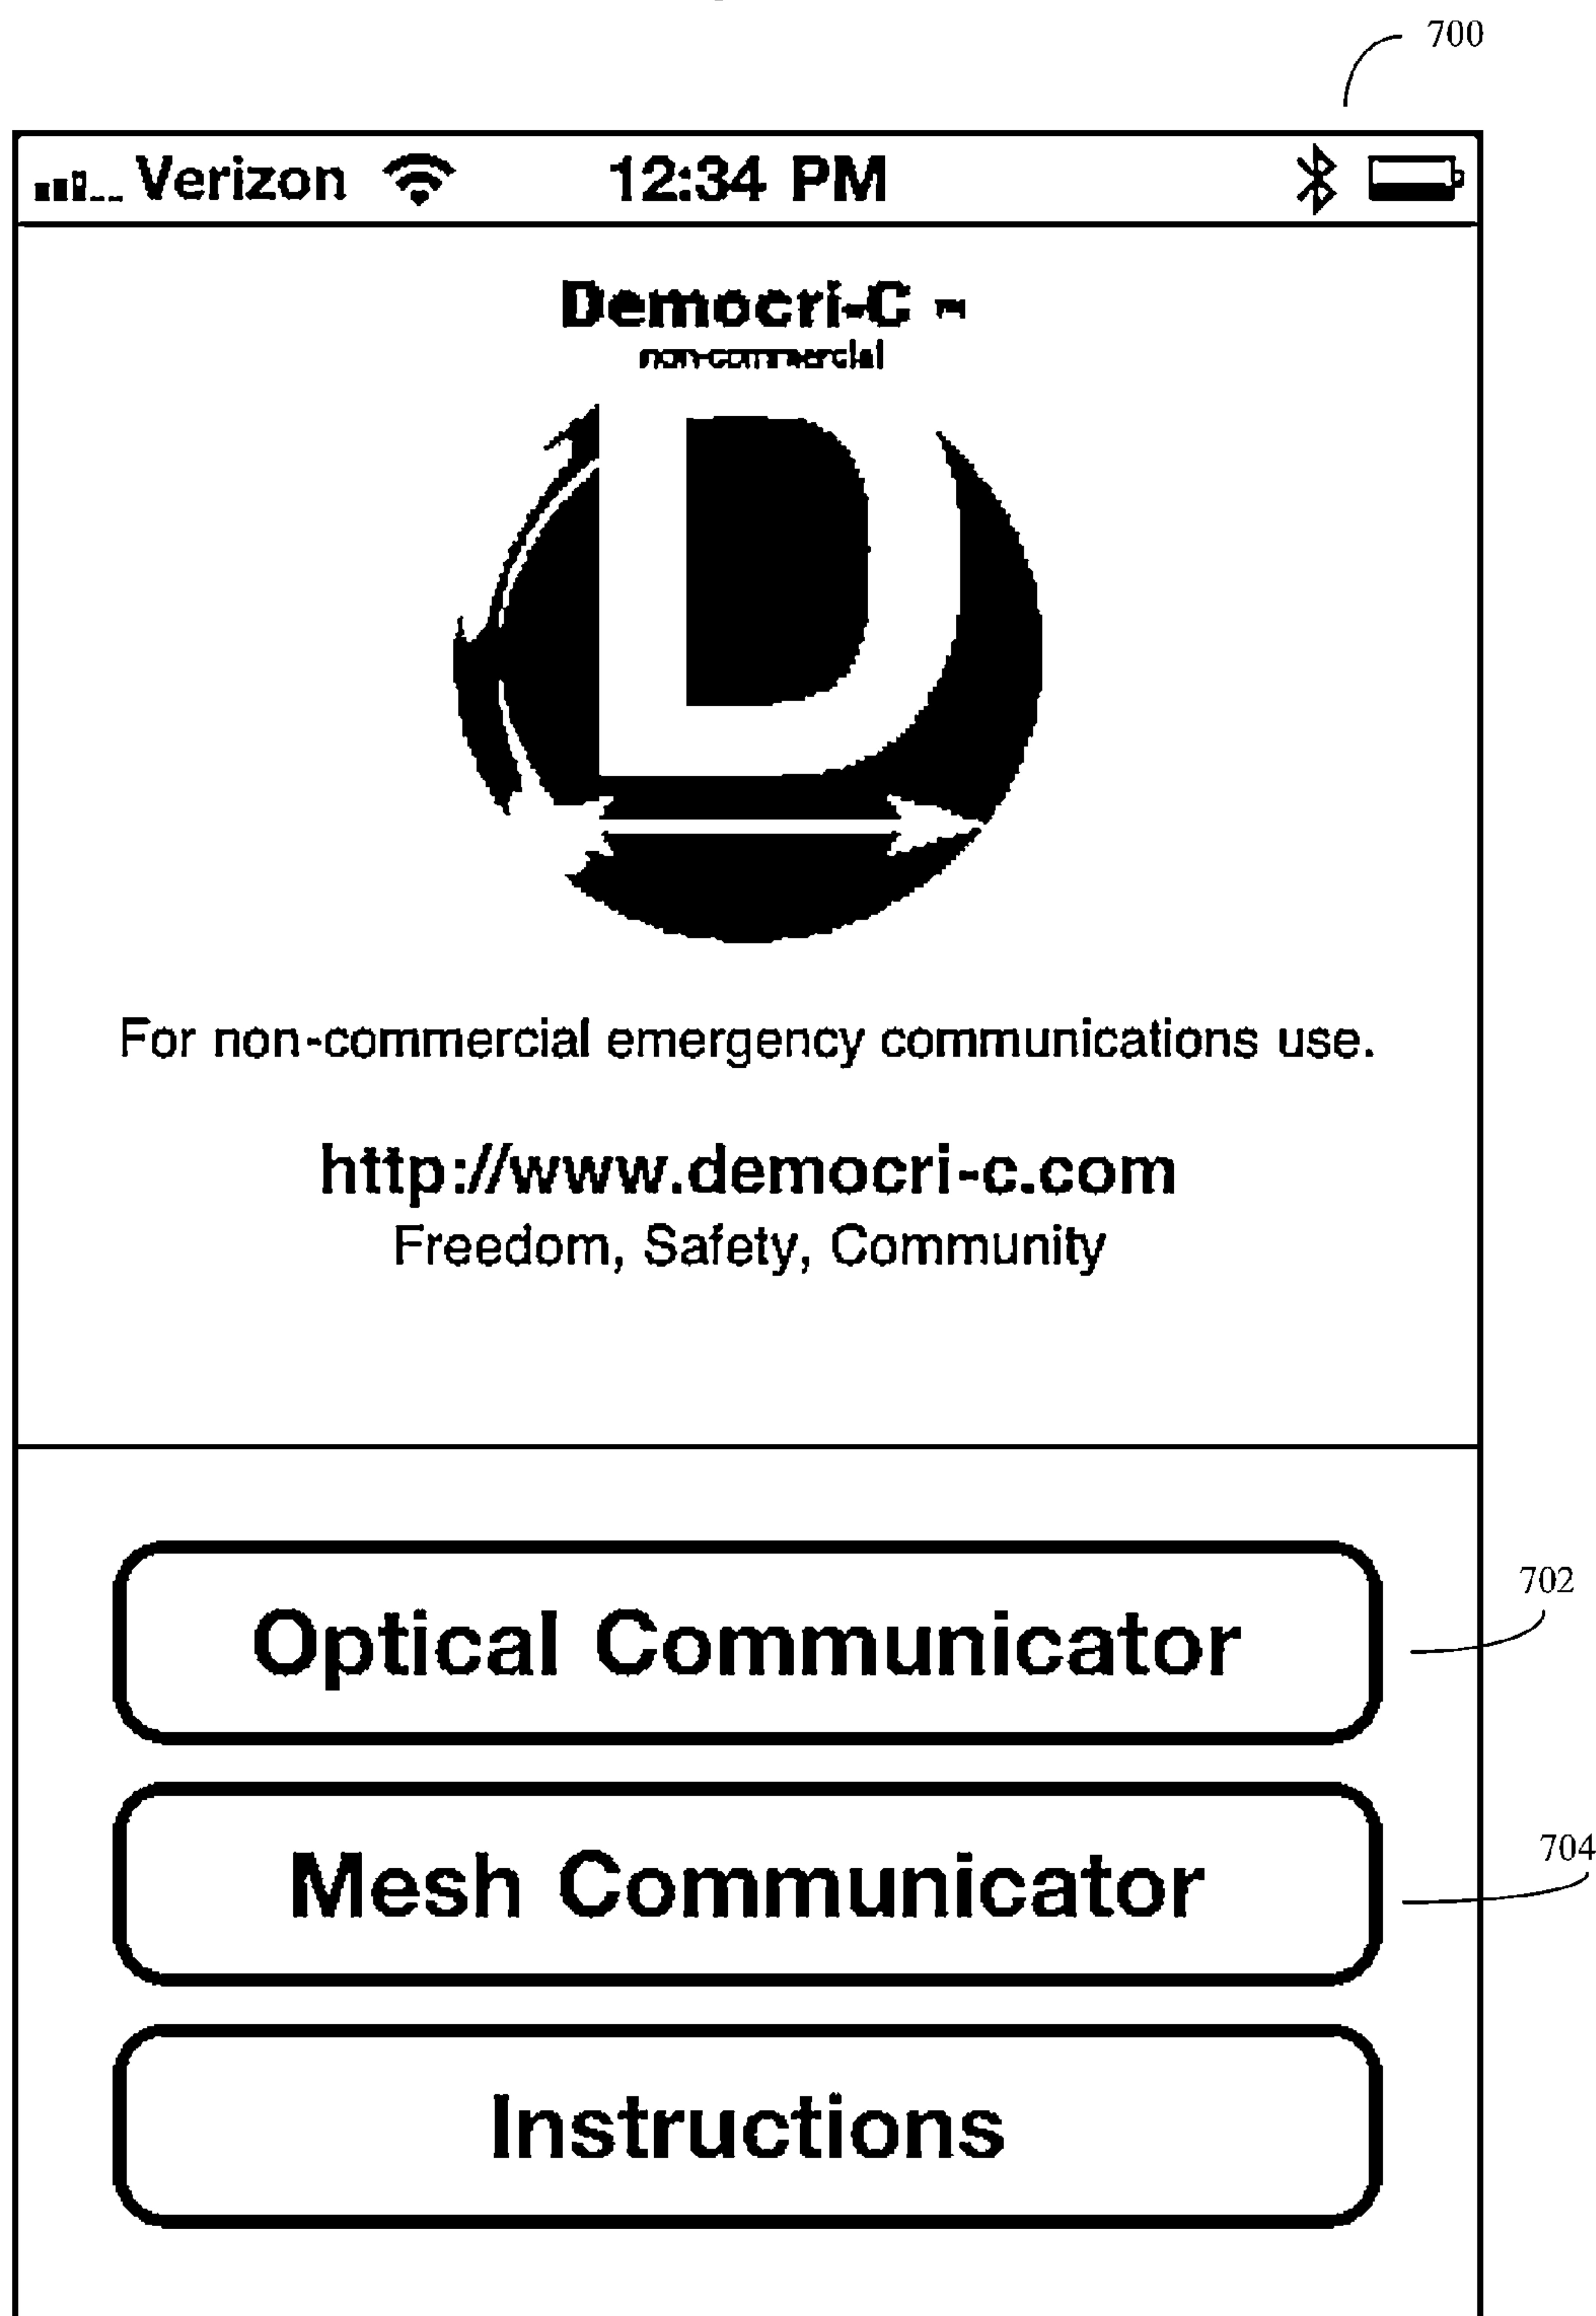 700
Verizon 12:34 PM
Democri-C ™
non-commercial
D
For non-commercial emergency communications use.
http://www.democri-c.com
Freedom, Safety, Community
Optical Communicator
702
Mesh Communicator
704
Instructions